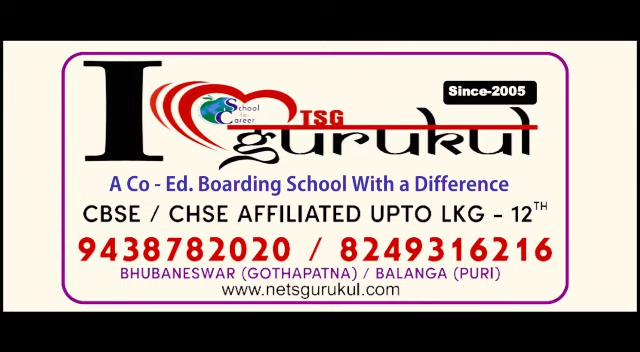 Since-2005
I
School
Career
TSG
gurukul
A Co - Ed. Boarding School With a Difference
CBSE / CHSE AFFILIATED UPTO LKG - 12TH
9438782020 / 8249316216
BHUBANESWAR (GOTHAPATNA) / BALANGA (PURI)
www.netsgurukul.com